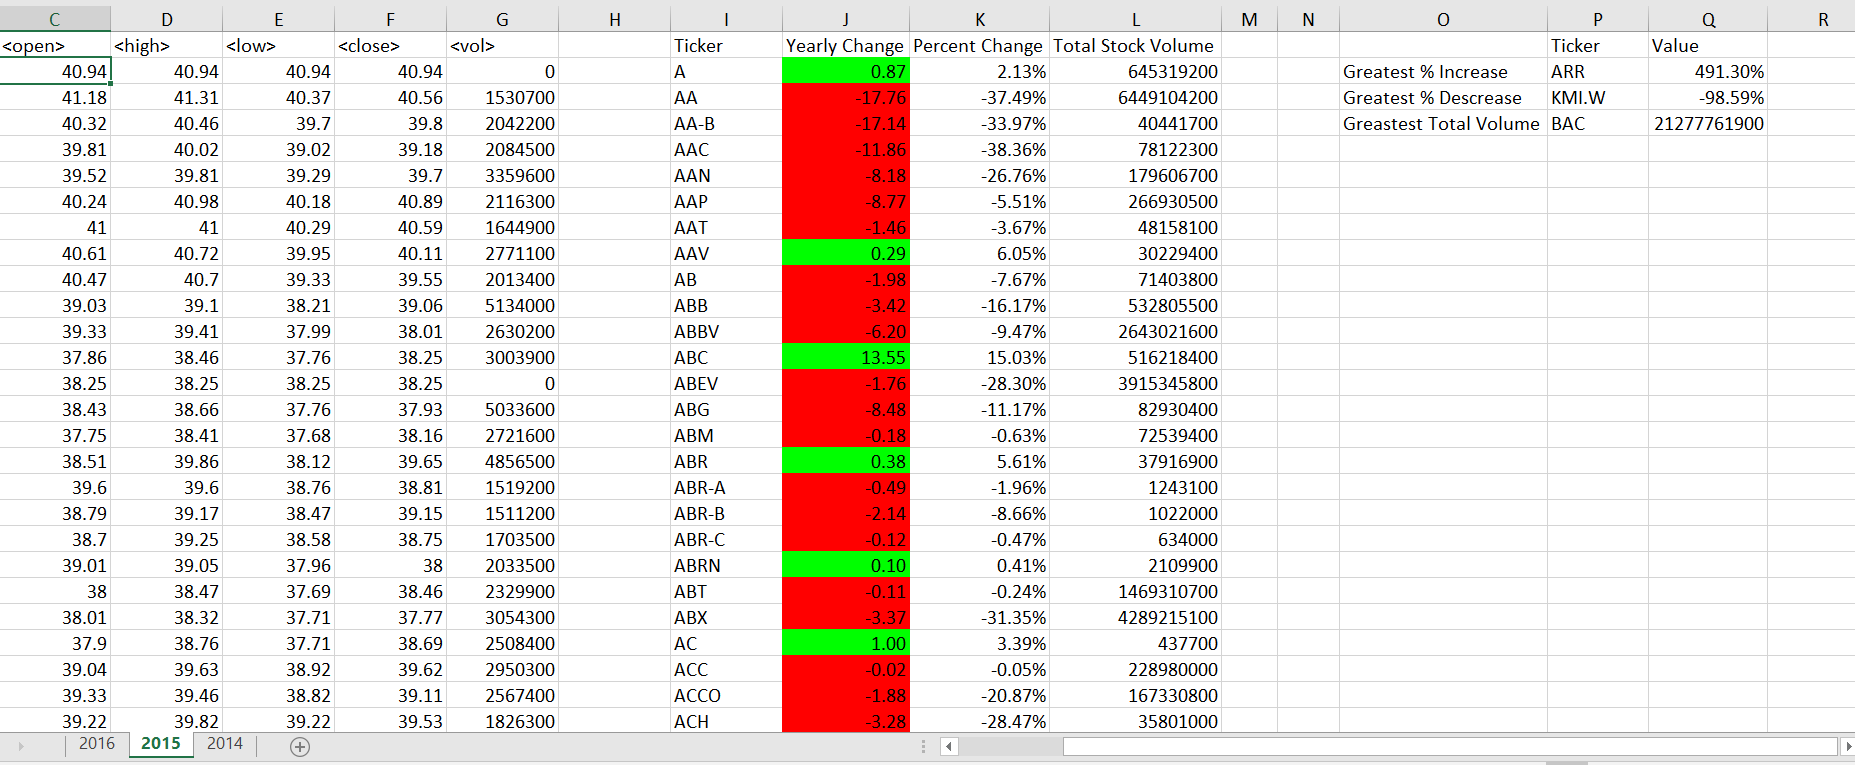 C D E F G H I J K L M N O P Q R
<open> <high> <low> <close> <vol> Ticker Yearly Change Percent Change Total Stock Volume Ticker Value
40.94 40.94 40.94 40.94 0 A 0.87 2.13% 645319200 Greatest % Increase ARR 491.30%
41.18 41.31 40.37 40.56 1530700 AA -17.76 -37.49% 6449104200 Greatest % Descrease KMI.W -98.59%
40.32 40.46 39.7 39.8 2042200 AA-B -17.14 -33.97% 40441700 Greastest Total Volume BAC 21277761900
39.81 40.02 39.02 39.18 2084500 AAC -11.86 -38.36% 78122300
39.52 39.81 39.29 39.7 3359600 AAN -8.18 -26.76% 179606700
40.24 40.98 40.18 40.89 2116300 AAP -8.77 -5.51% 266930500
41 41 40.29 40.59 1644900 AAT -1.46 -3.67% 48158100
40.61 40.72 39.95 40.11 2771100 AAV 0.29 6.05% 30229400
40.47 40.7 39.33 39.55 2013400 AB -1.98 -7.67% 71403800
39.03 39.1 38.21 39.06 5134000 ABB -3.42 -16.17% 532805500
39.33 39.41 37.99 38.01 2630200 ABBV -6.20 -9.47% 2643021600
37.86 38.46 37.76 38.25 3003900 ABC 13.55 15.03% 516218400
38.25 38.25 38.25 38.25 0 ABEV -1.76 -28.30% 3915345800
38.43 38.66 37.76 37.93 5033600 ABG -8.48 -11.17% 82930400
37.75 38.41 37.68 38.16 2721600 ABM -0.18 -0.63% 72539400
38.51 39.86 38.12 39.65 4856500 ABR 0.38 5.61% 37916900
39.6 39.6 38.76 38.81 1519200 ABR-A -0.49 -1.96% 1243100
38.79 39.17 38.47 39.15 1511200 ABR-B -2.14 -8.66% 1022000
38.7 39.25 38.58 38.75 1703500 ABR-C -0.12 -0.47% 634000
39.01 39.05 37.96 38 2033500 ABRN 0.10 0.41% 2109900
38 38.47 37.69 38.46 2329900 ABT -0.11 -0.24% 1469310700
38.01 38.32 37.71 37.77 3054300 ABX -3.37 -31.35% 4289215100
37.9 38.76 37.71 38.69 2508400 AC 1.00 3.39% 437700
39.04 39.63 38.92 39.62 2950300 ACC -0.02 -0.05% 228980000
39.33 39.46 38.82 39.11 2567400 ACCO -1.88 -20.87% 167330800
39.22 39.82 39.22 39.53 1826300 ACH -3.28 -28.47% 35801000
2016 2015 2014